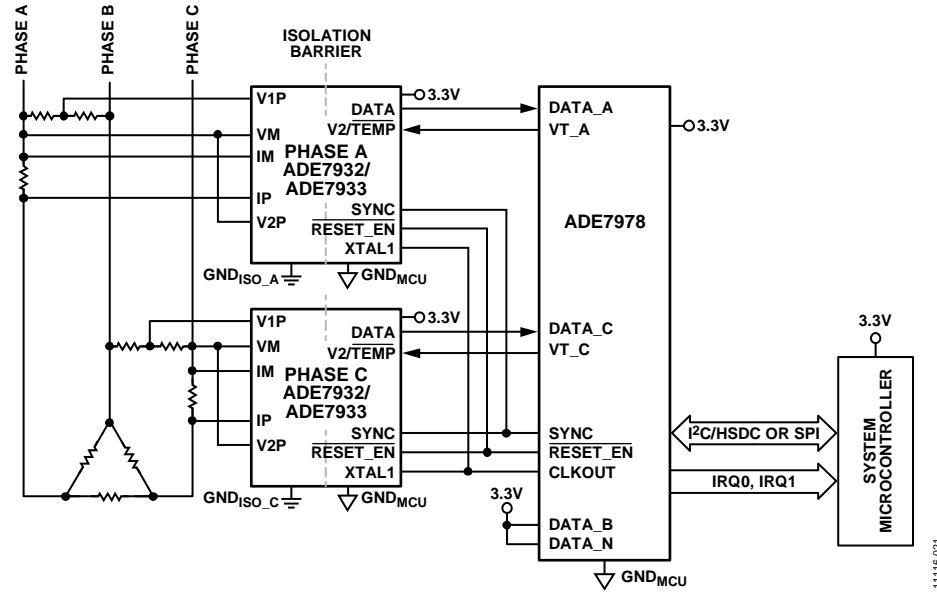 PHASE A
PHASE B
PHASE C
ISOLATION
BARRIER
V1P
VM
IM
IP
V2P
DATA
V2/TEMP
PHASE A
ADE7932/
ADE7933
SYNC
RESET_EN
XTAL1
3.3V
GNDISO_A
GNDMCU
V1P
VM
IM
IP
V2P
DATA
V2/TEMP
PHASE C
ADE7932/
ADE7933
SYNC
RESET_EN
XTAL1
3.3V
GNDISO_C
GNDMCU
DATA_A
VT_A
3.3V
ADE7978
DATA_C
VT_C
SYNC
RESET_EN
CLKOUT
3.3V
DATA_B
DATA_N
GNDMCU
I2C/HSDC OR SPI
IRQ0, IRQ1
3.3V
SYSTEM
MICROCONTROLLER
11116-021